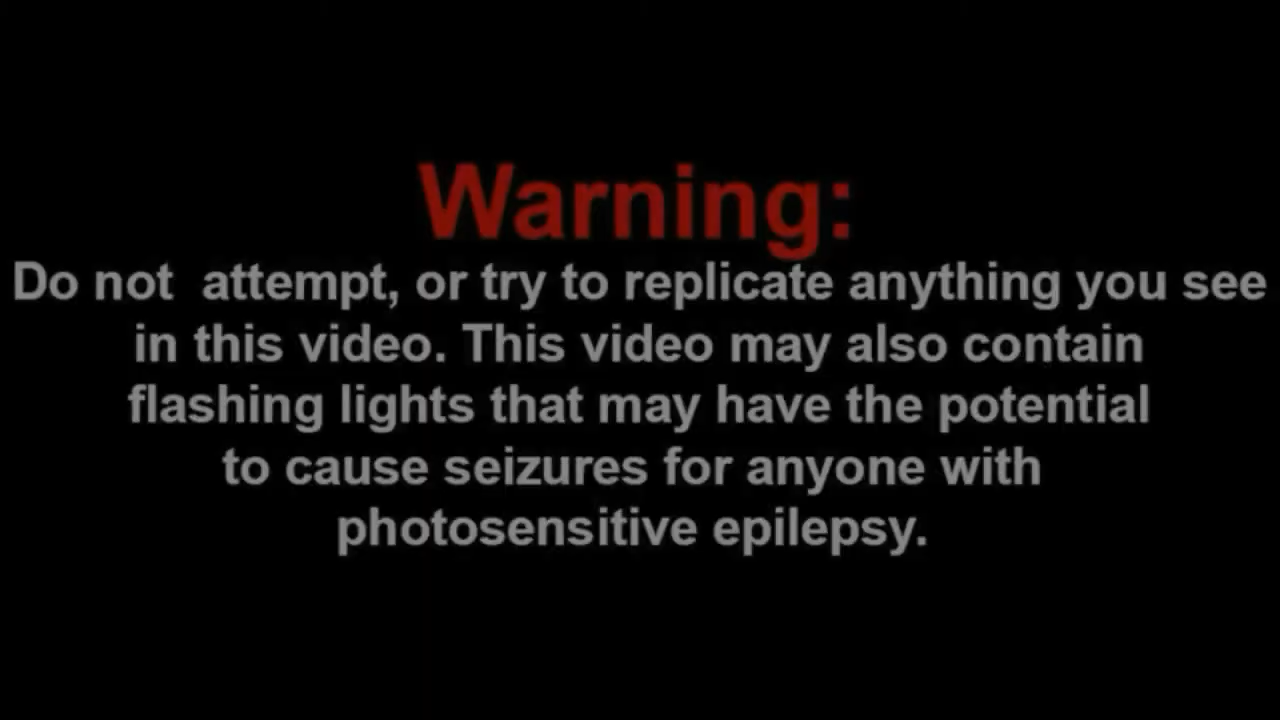 Warning:
Do not  attempt, or try to replicate anything you see
in this video. This video may also contain
flashing lights that may have the potential
to cause seizures for anyone with
photosensitive epilepsy.